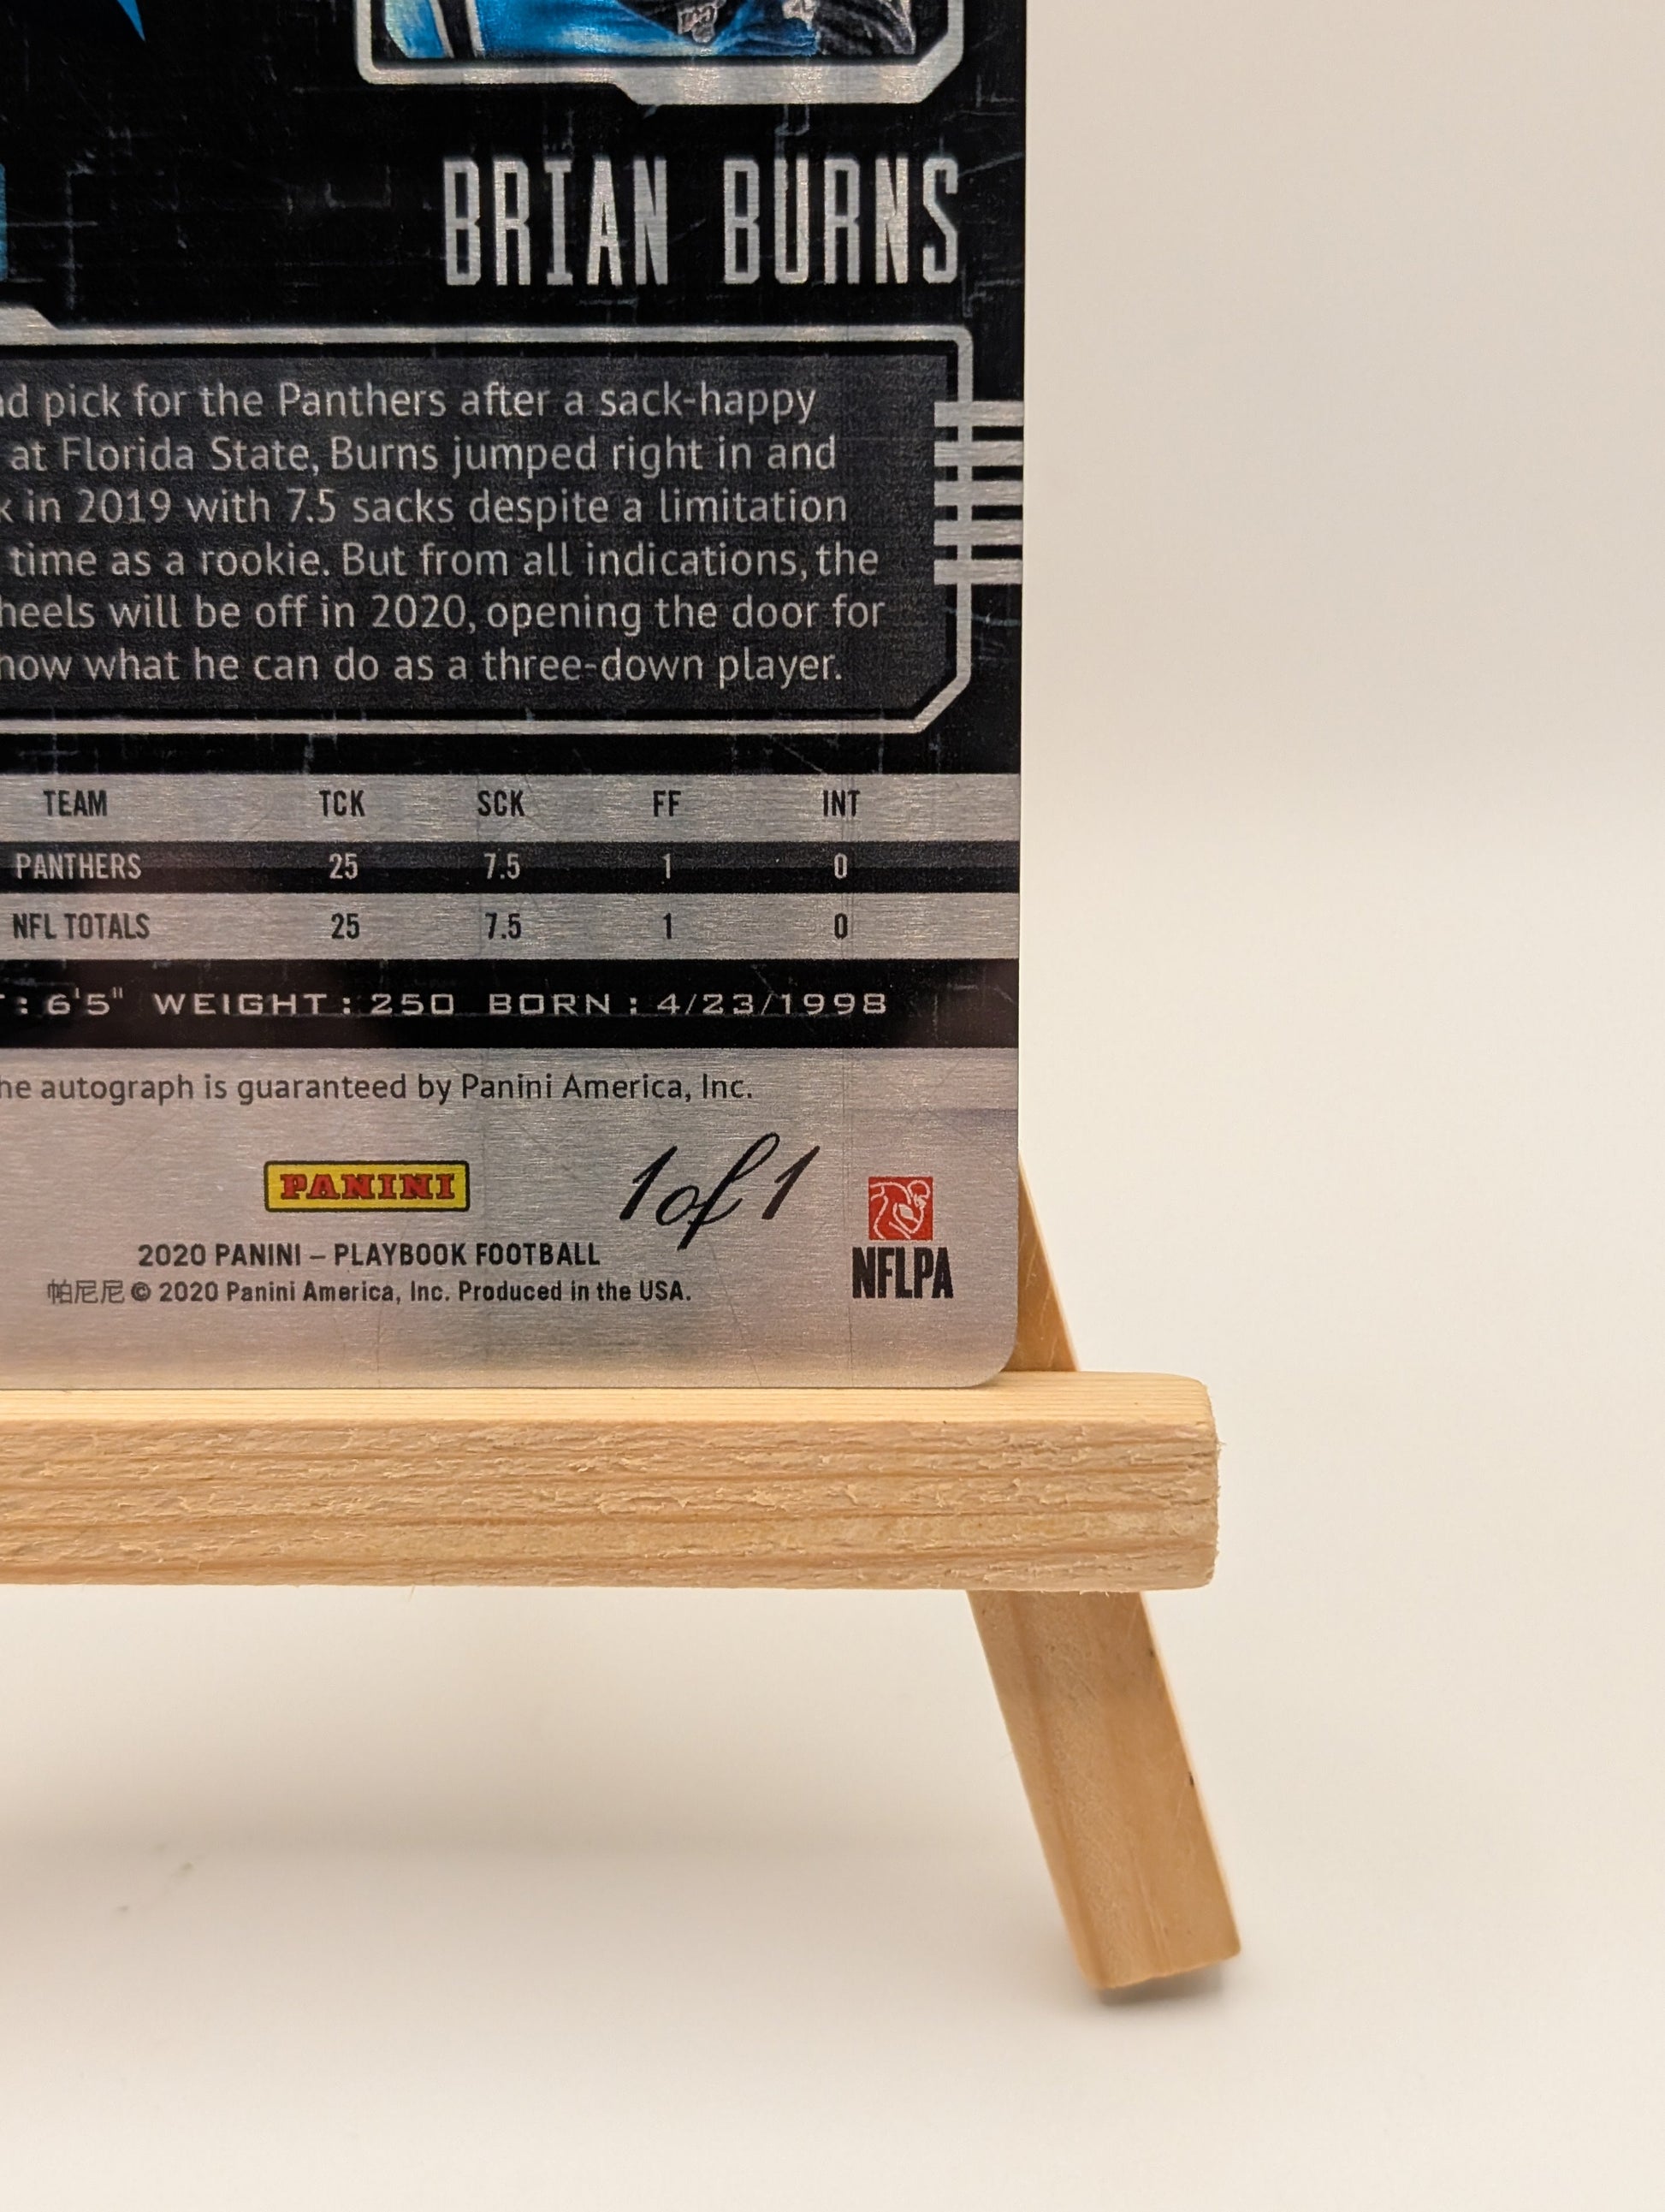 BRIAN BURNS
pick for the Panthers after a sack-happy
at Florida State, Burns jumped right in and
in 2019 with 7.5 sacks despite a limitation
time as a rookie. But from all indications, the
will be off in 2020, opening the door for
what he can do as a three-down player.
TEAM TCK SCK FF INT
PANTHERS 25 7.5 1 0
NFL TOTALS 25 7.5 1 0
: 6'5" WEIGHT : 250 BORN : 4/23/1998
autograph is guaranteed by Panini America, Inc.
PANINI
1 of 1
2020 PANINI – PLAYBOOK FOOTBALL
帕尼尼 © 2020 Panini America, Inc. Produced in the USA.
NFLPA